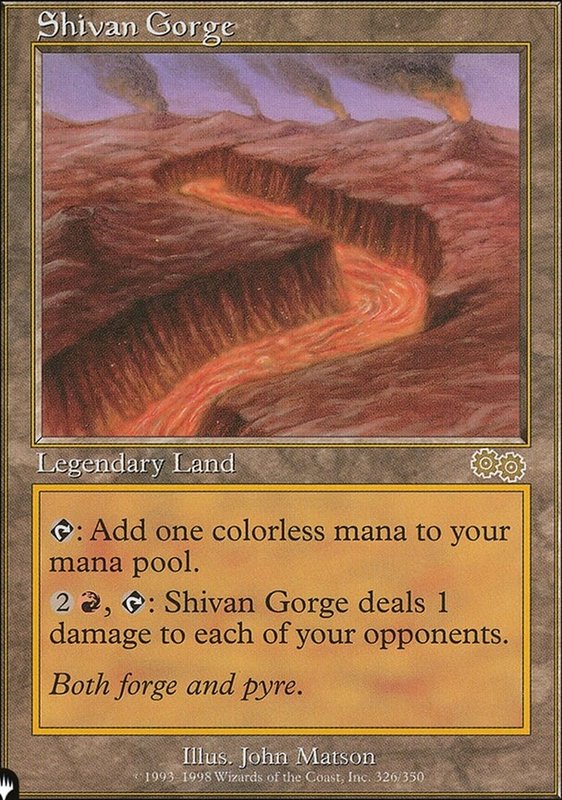 Shivan Gorge
Legendary Land
: Add one colorless mana to your
mana pool.
2 , : Shivan Gorge deals 1
damage to each of your opponents.
Both forge and pyre.
Illus. John Matson
© 1993 1998 Wizards of the Coast, Inc. 326/350